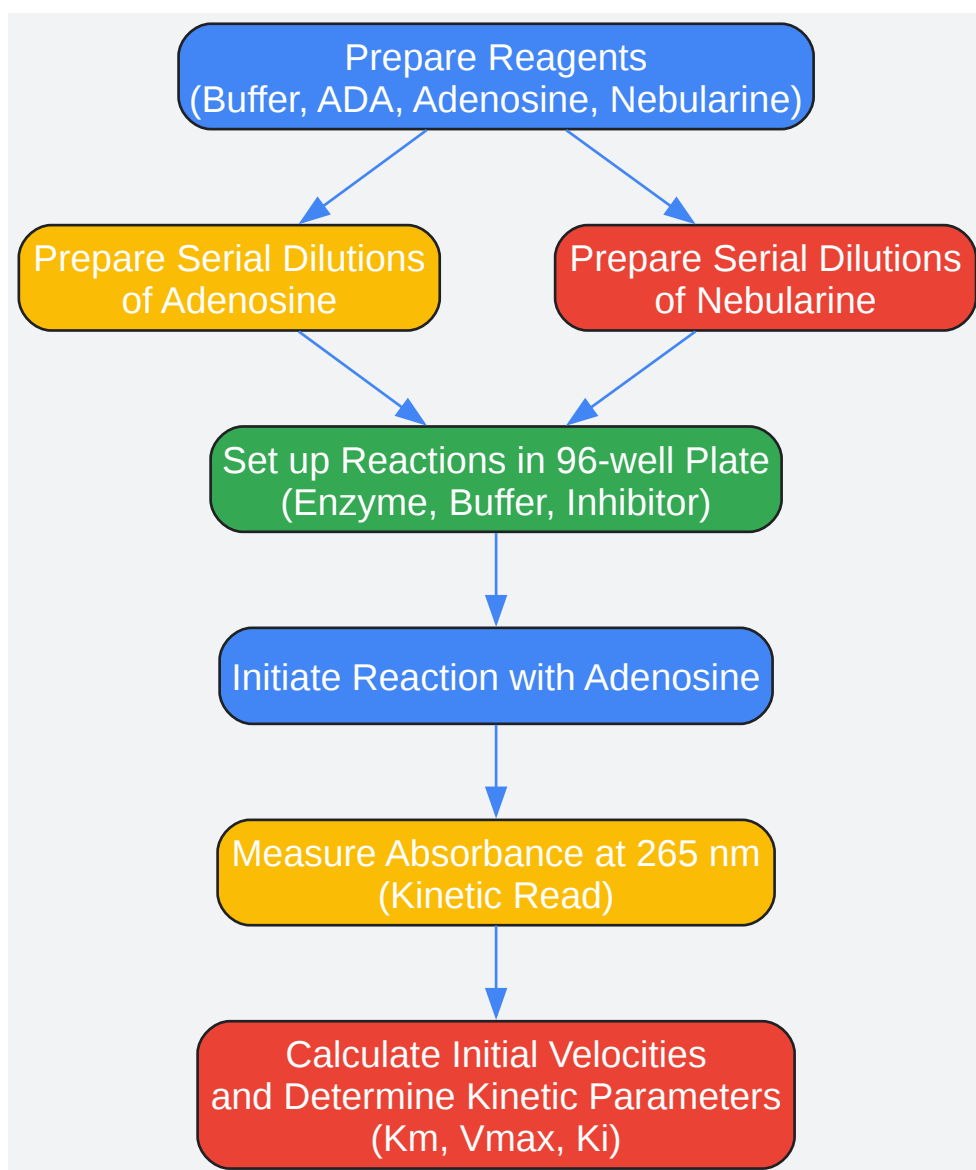 Prepare Reagents
(Buffer, ADA, Adenosine, Nebularine)
Prepare Serial Dilutions
of Adenosine
Prepare Serial Dilutions
of Nebularine
Set up Reactions in 96-well Plate
(Enzyme, Buffer, Inhibitor)
Initiate Reaction with Adenosine
Measure Absorbance at 265 nm
(Kinetic Read)
Calculate Initial Velocities
and Determine Kinetic Parameters
(Km, Vmax, Ki)